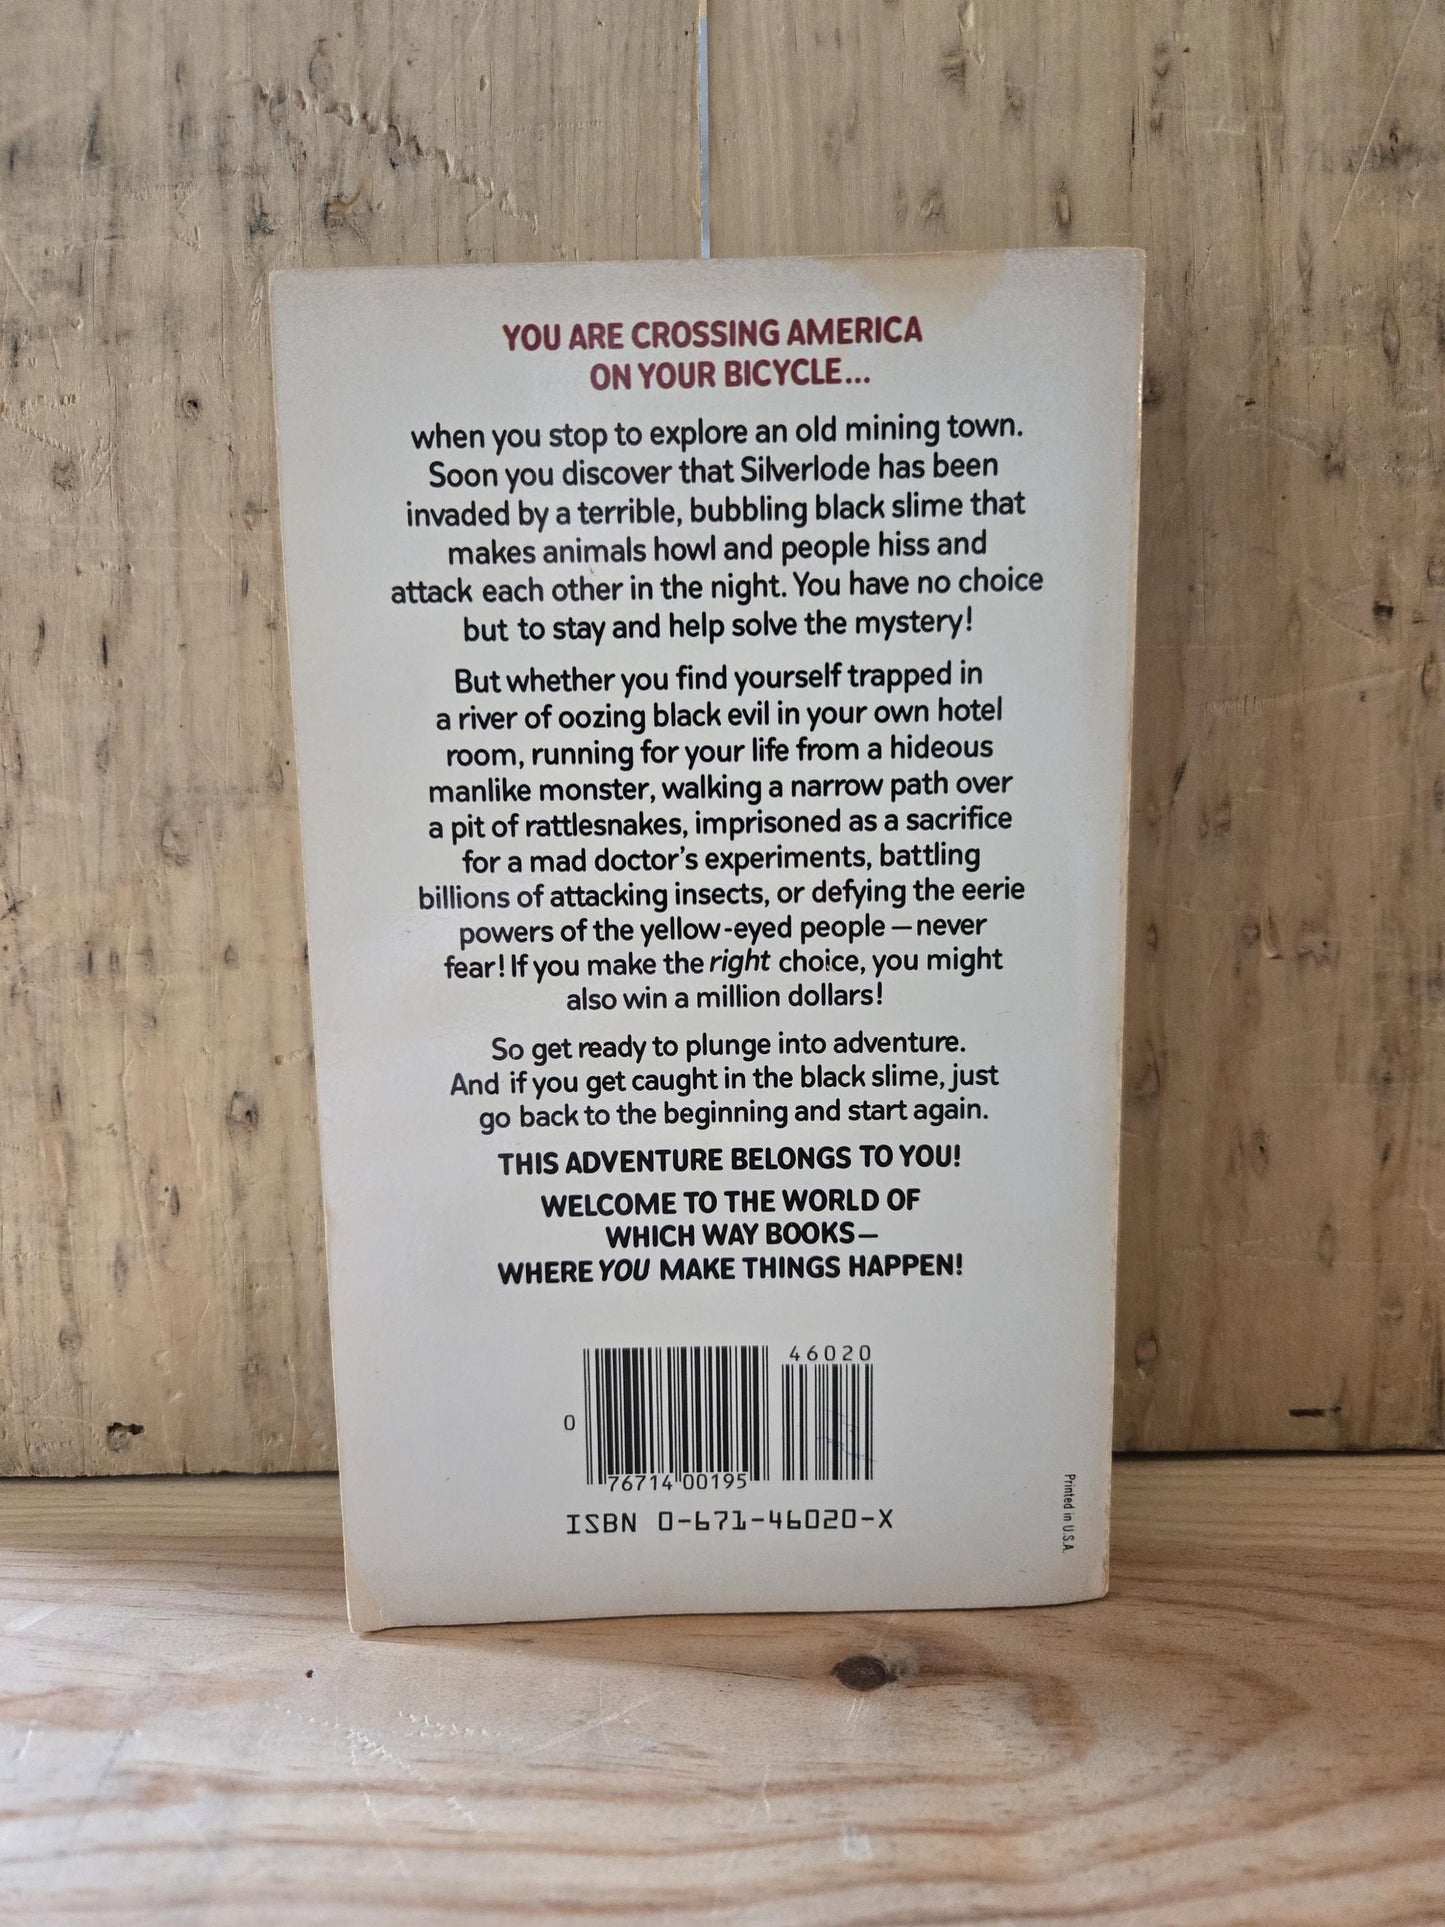 YOU ARE CROSSING AMERICA
ON YOUR BICYCLE...
when you stop to explore an old mining town.
Soon you discover that Silverlode has been
invaded by a terrible, bubbling black slime that
makes animals howl and people hiss and
attack each other in the night. You have no choice
but to stay and help solve the mystery!
But whether you find yourself trapped in
a river of oozing black evil in your own hotel
room, running for your life from a hideous
manlike monster, walking a narrow path over
a pit of rattlesnakes, imprisoned as a sacrifice
for a mad doctor's experiments, battling
billions of attacking insects, or defying the eerie
powers of the yellow-eyed people—never
fear! If you make the right choice, you might
also win a million dollars!
So get ready to plunge into adventure.
And if you get caught in the black slime, just
go back to the beginning and start again.
THIS ADVENTURE BELONGS TO YOU!
WELCOME TO THE WORLD OF
WHICH WAY BOOKS—
WHERE YOU MAKE THINGS HAPPEN!
46020
0
76714 00195
ISBN 0-671-46020-X
Printed in U.S.A.